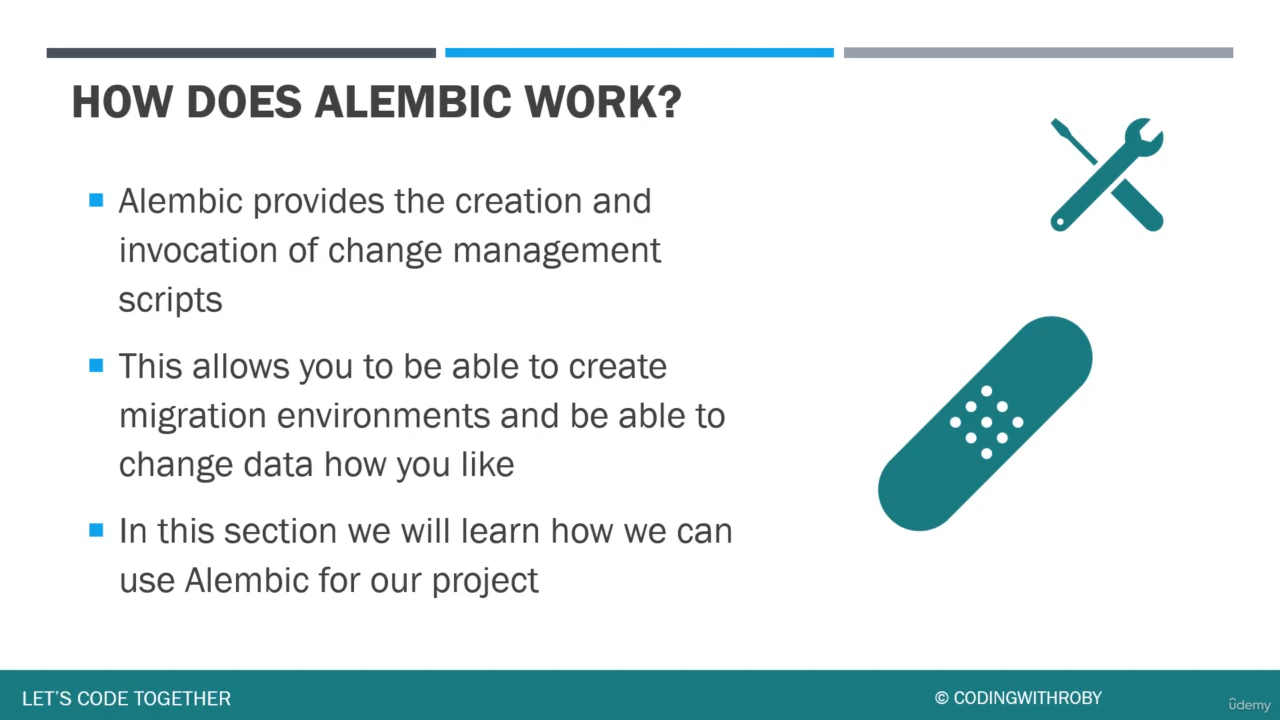 HOW DOES ALEMBIC WORK?
Alembic provides the creation and
invocation of change management
scripts
This allows you to be able to create
migration environments and be able to
change data how you like
In this section we will learn how we can
use Alembic for our project
LET'S CODE TOGETHER
© CODINGWITHROBY
ûdemy